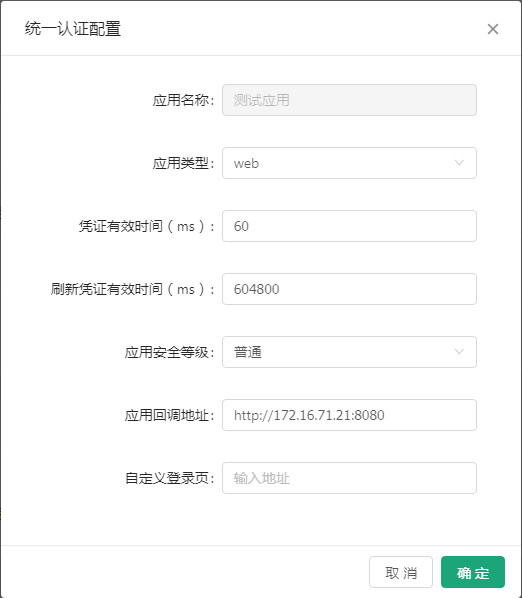 统一认证配置
应用名称： 测试应用
应用类型： web
凭证有效时间（ms）： 60
刷新凭证有效时间（ms）： 604800
应用安全等级： 普通
应用回调地址： http://172.16.71.21:8080
自定义登录页： 输入地址
取 消 确 定